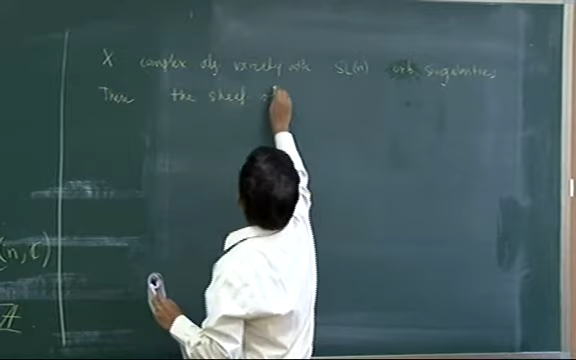 X complex alg. variety with SL(n) orb singularities
Then the sheaf of
(n, C)